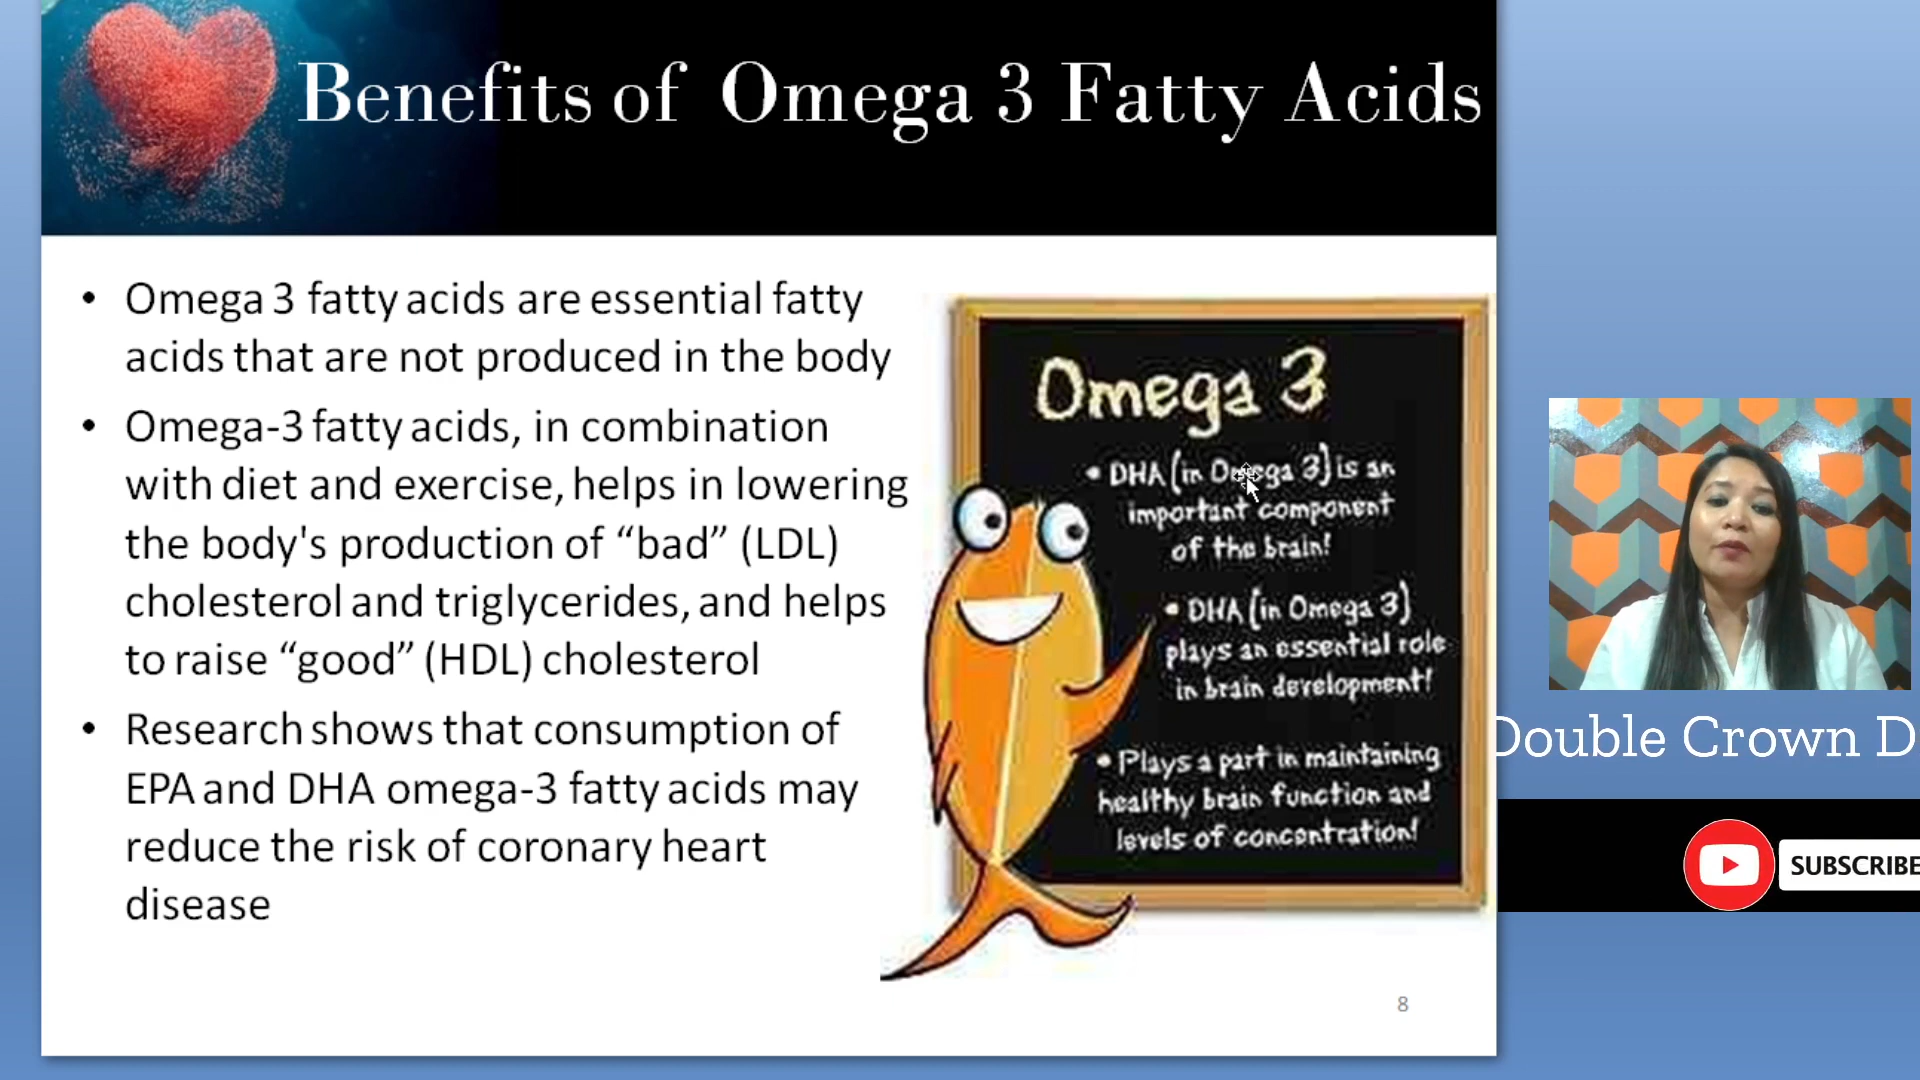 Benefits of Omega 3 Fatty Acids
• Omega 3 fatty acids are essential fatty
acids that are not produced in the body
• Omega-3 fatty acids, in combination
with diet and exercise, helps in lowering
the body's production of “bad” (LDL)
cholesterol and triglycerides, and helps
to raise “good” (HDL) cholesterol
• Research shows that consumption of
EPA and DHA omega-3 fatty acids may
reduce the risk of coronary heart
disease
Omega 3
• DHA (in Omega 3) is an
important component
of the brain!
• DHA (in Omega 3)
plays an essential role
in brain development!
• Plays a part in maintaining
healthy brain function and
levels of concentration!
8
Double Crown D
SUBSCRIBE